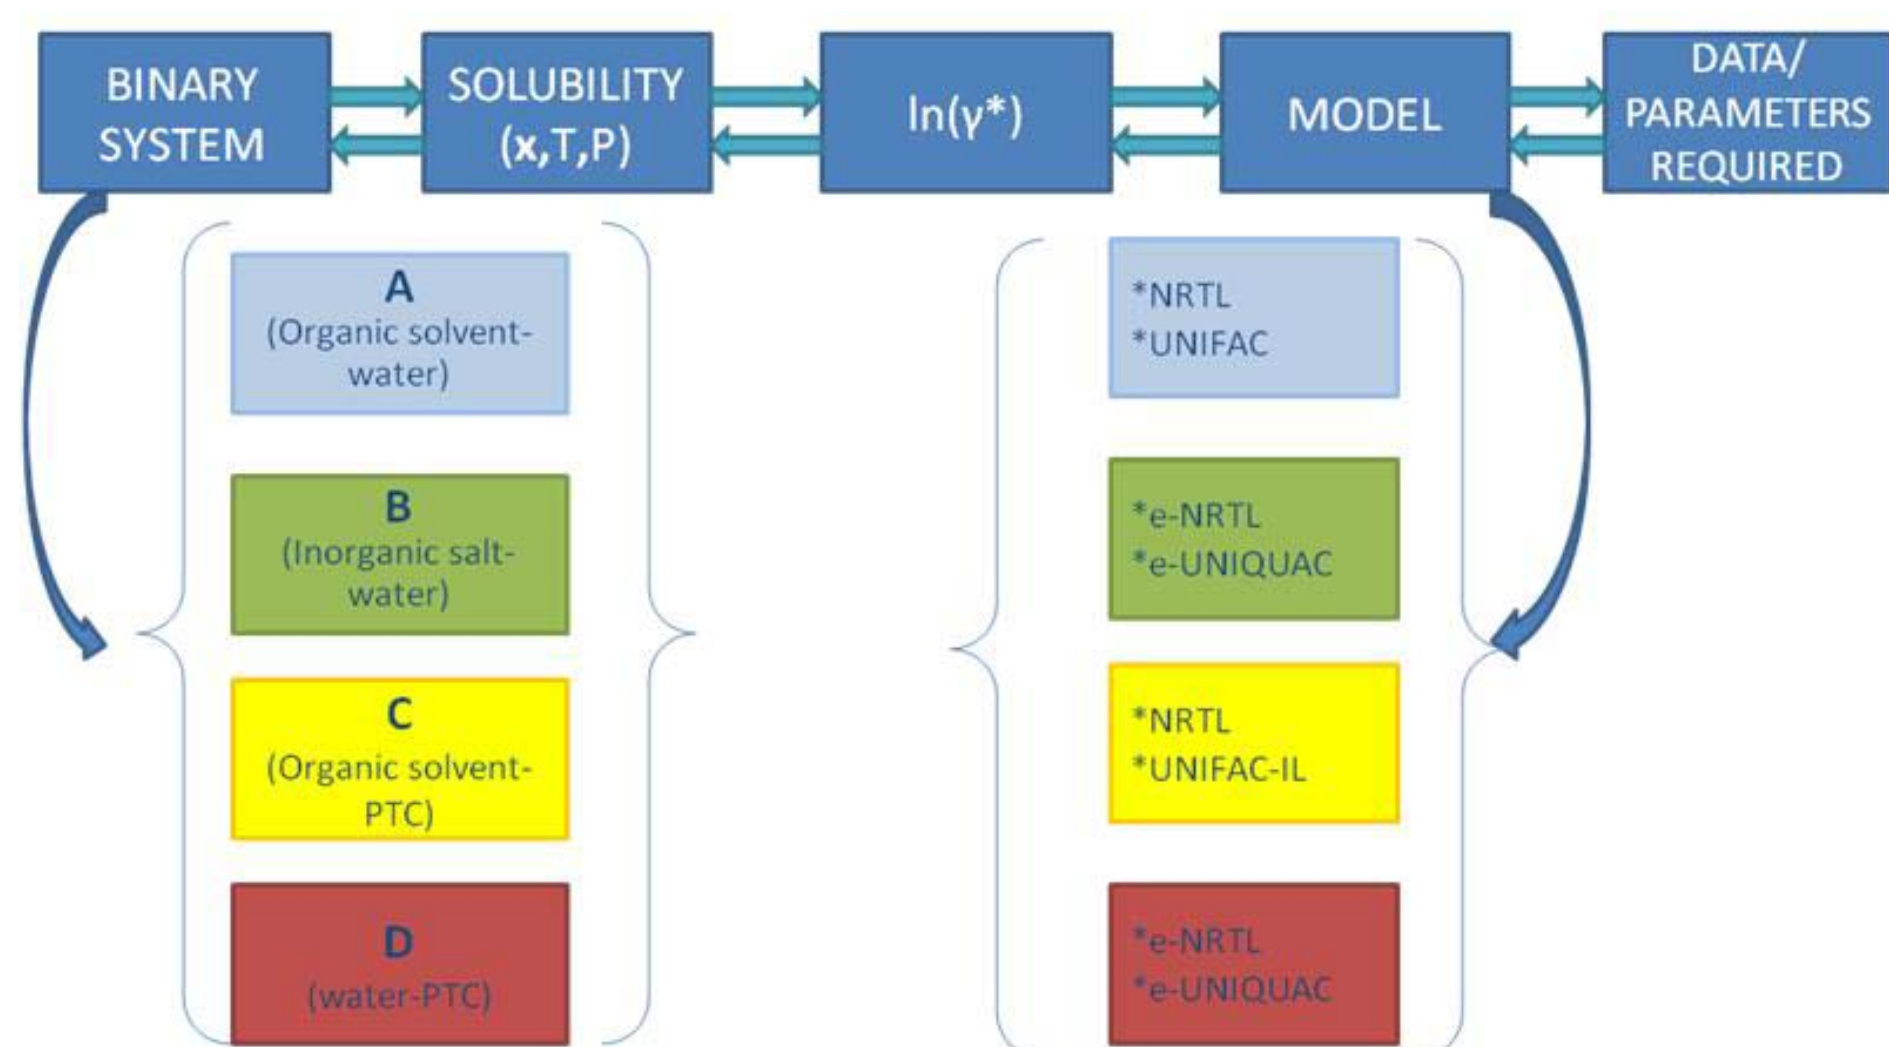 BINARY
SYSTEM
SOLUBILITY
(x,T,P)
ln(γ*)
MODEL
DATA/
PARAMETERS
REQUIRED
A
(Organic solvent-
water)
B
(Inorganic salt-
water)
C
(Organic solvent-
PTC)
D
(water-PTC)
*NRTL
*UNIFAC
*e-NRTL
*e-UNIQUAC
*NRTL
*UNIFAC-IL
*e-NRTL
*e-UNIQUAC